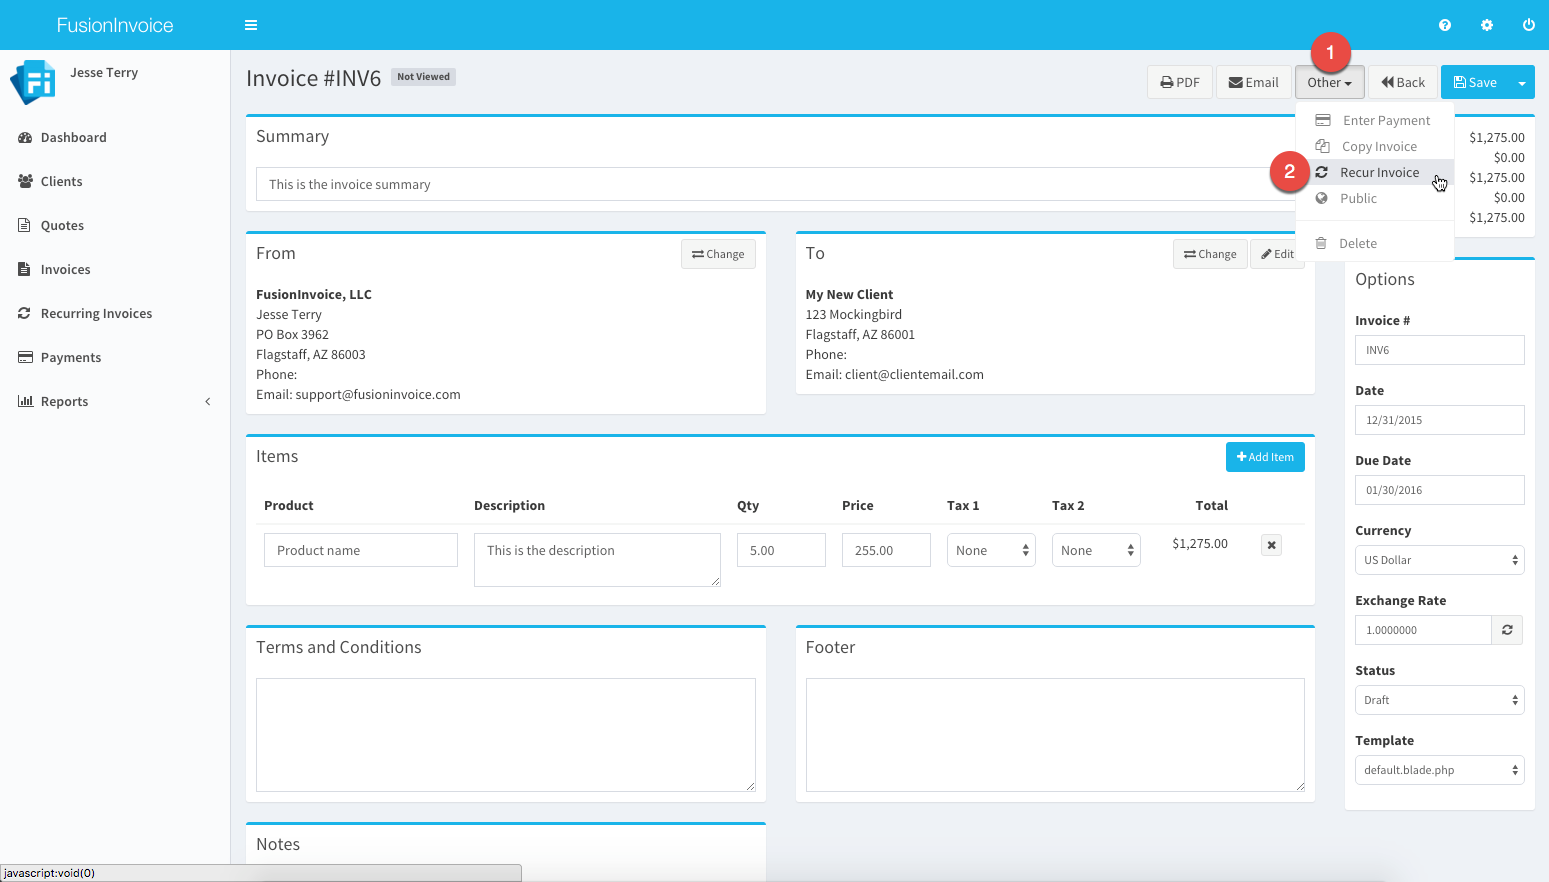 FusionInvoice
Jesse Terry
Dashboard
Clients
Quotes
Invoices
Recurring Invoices
Payments
Reports
Invoice #INV6 Not Viewed
PDF Email Other Back Save
1
Enter Payment
Copy Invoice
2 Recur Invoice
Public
Delete
$1,275.00
$0.00
$1,275.00
$0.00
$1,275.00
Summary
This is the invoice summary
From Change
FusionInvoice, LLC
Jesse Terry
PO Box 3962
Flagstaff, AZ 86003
Phone:
Email: support@fusioninvoice.com
To Change Edit
My New Client
123 Mockingbird
Flagstaff, AZ 86001
Phone:
Email: client@clientemail.com
Items Add Item
Product Description Qty Price Tax 1 Tax 2 Total
Product name This is the description 5.00 255.00 None None $1,275.00
Terms and Conditions
Footer
Notes
Options
Invoice #
INV6
Date
12/31/2015
Due Date
01/30/2016
Currency
US Dollar
Exchange Rate
1.0000000
Status
Draft
Template
default.blade.php
javascript:void(0)